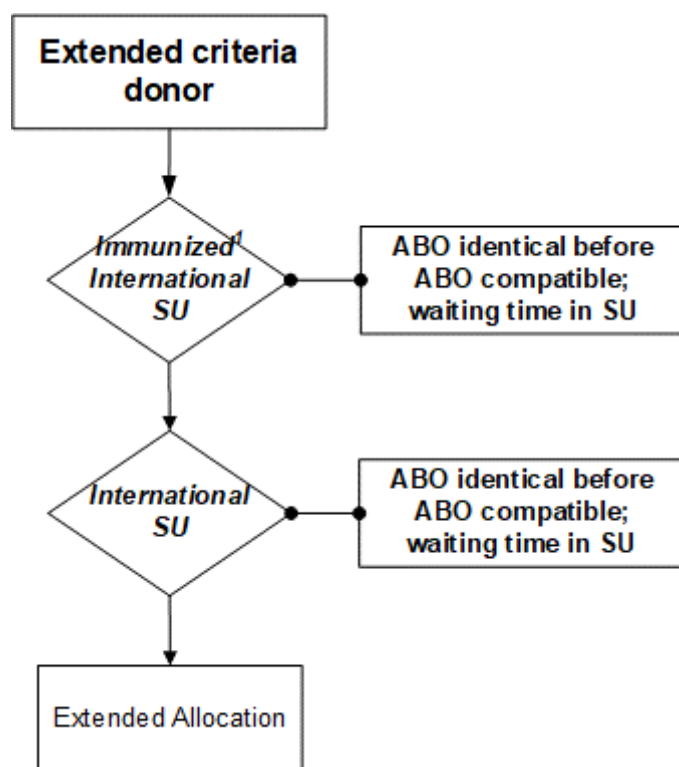 Extended criteria
donor
Immunized¹
International
SU
ABO identical before
ABO compatible;
waiting time in SU
International
SU
ABO identical before
ABO compatible;
waiting time in SU
Extended Allocation